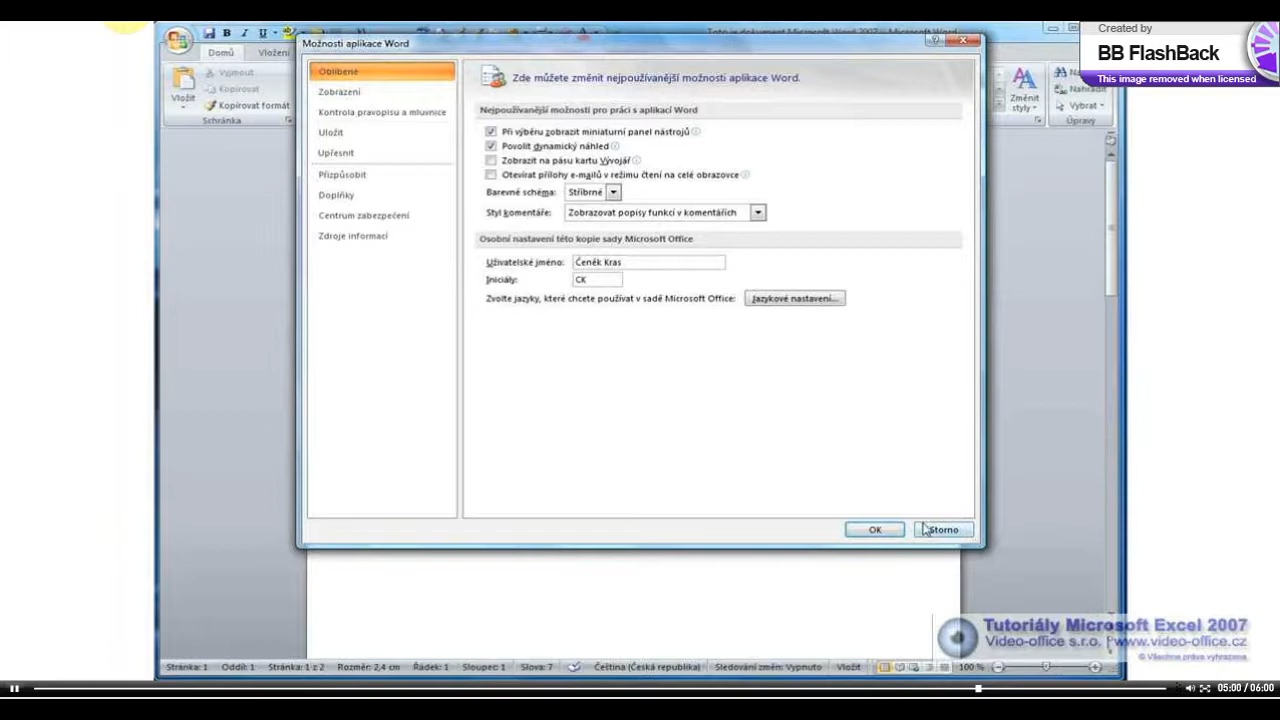 Created by
BB FlashBack
This image removed when licensed
Možnosti aplikace Word
Domů
Vložení
Vložit
Vyjmout
Kopírovat
Kopírovat formát
Schránka
Změnit
styly
Nahradit
Vybrat
Úpravy
Oblíbené
Zobrazení
Kontrola pravopisu a mluvnice
Uložit
Upřesnit
Přizpůsobit
Doplňky
Centrum zabezpečení
Zdroje informací
Zde můžete změnit nejpoužívanější možnosti aplikace Word.
Nejpoužívanější možnosti pro práci s aplikací Word
Při výběru zobrazit miniaturní panel nástrojů
Povolit dynamický náhled
Zobrazit na pásu kartu Vývojář
Otevírat přílohy e-mailů v režimu čtení na celé obrazovce
Barevné schéma: Stříbrné
Styl komentáře: Zobrazovat popisy funkcí v komentářích
Osobní nastavení této kopie sady Microsoft Office
Uživatelské jméno: Čeněk Kras
Iniciály: CK
Zvolte jazyky, které chcete používat v sadě Microsoft Office: Jazykové nastavení...
OK
Storno
Tutoriály Microsoft Excel 2007
Video-office s.r.o. | www.video-office.cz
© Všechna práva vyhrazena
Stránka: 1 Oddíl: 1 Stránka: 1 z 2 Rozměr: 2,4 cm Řádek: 1 Sloupec: 1 Slova: 7 Čeština (Česká republika) Sledování změn: Vypnuto Vložit 100 %
05:00 / 06:00